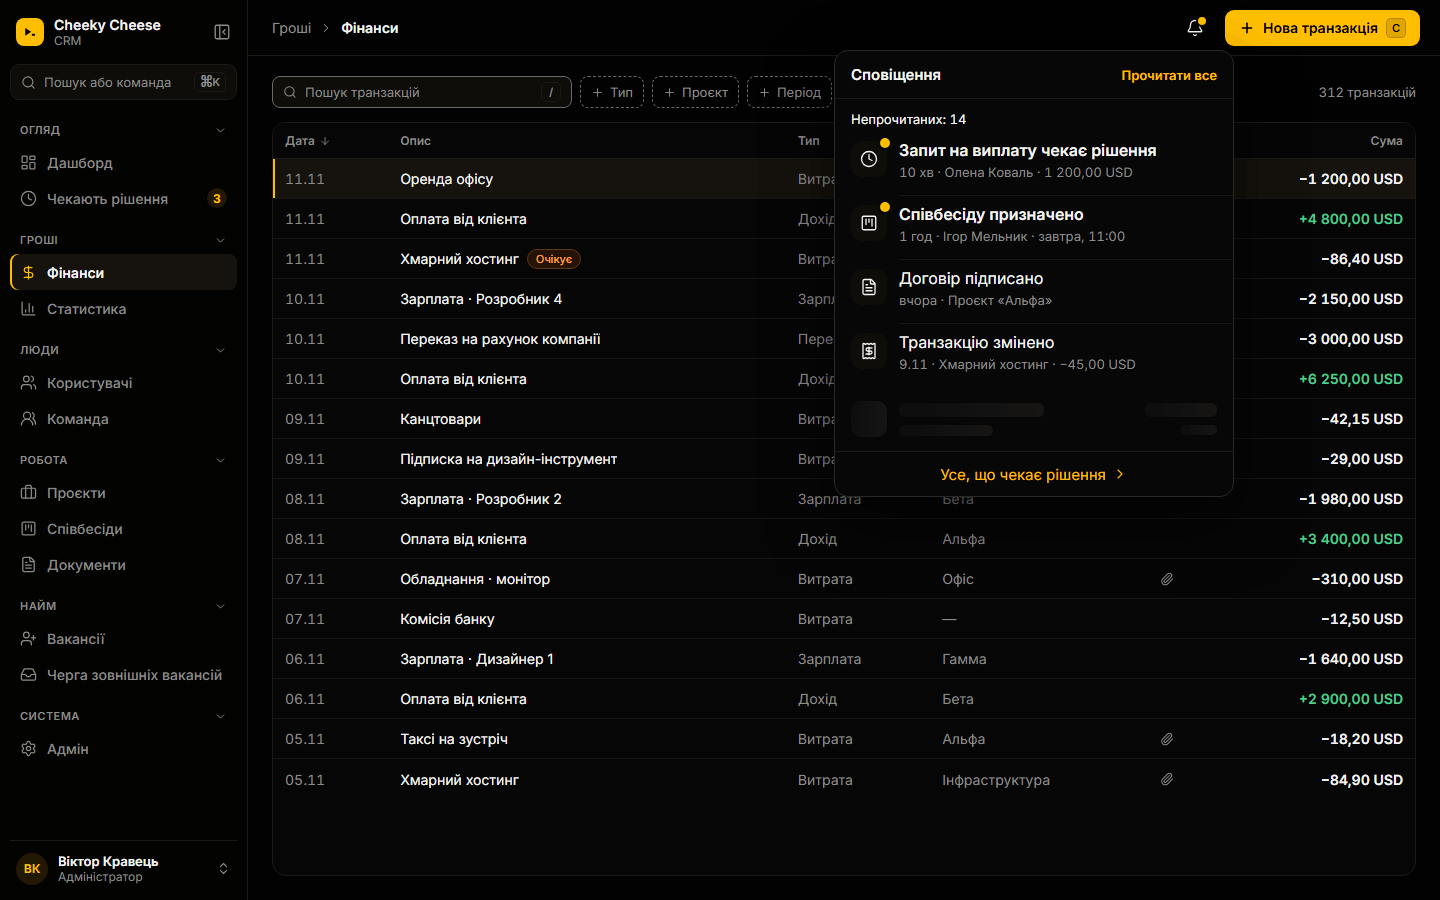 Cheeky Cheese
CRM
Пошук або команда ⌘K
ОГЛЯД
Дашборд
Чекають рішення 3
ГРОШІ
Фінанси
Статистика
ЛЮДИ
Користувачі
Команда
РОБОТА
Проєкти
Співбесіди
Документи
НАЙМ
Вакансії
Черга зовнішніх вакансій
СИСТЕМА
Адмін
ВК Віктор Кравець
Адміністратор
Гроші > Фінанси
+ Нова транзакція C
Пошук транзакцій / + Тип + Проєкт + Період 312 транзакцій
Дата ↓ Опис Тип Сума
11.11 Оренда офісу −1 200,00 USD
11.11 Оплата від клієнта Дохід +4 800,00 USD
11.11 Хмарний хостинг Очікує −86,40 USD
10.11 Зарплата · Розробник 4 −2 150,00 USD
10.11 Переказ на рахунок компанії −3 000,00 USD
10.11 Оплата від клієнта Дохід +6 250,00 USD
09.11 Канцтовари −42,15 USD
09.11 Підписка на дизайн-інструмент −29,00 USD
08.11 Зарплата · Розробник 2 Зарплата Бета −1 980,00 USD
08.11 Оплата від клієнта Дохід Альфа +3 400,00 USD
07.11 Обладнання · монітор Витрата Офіс −310,00 USD
07.11 Комісія банку Витрата — −12,50 USD
06.11 Зарплата · Дизайнер 1 Зарплата Гамма −1 640,00 USD
06.11 Оплата від клієнта Дохід Бета +2 900,00 USD
05.11 Таксі на зустріч Витрата Альфа −18,20 USD
05.11 Хмарний хостинг Витрата Інфраструктура −84,90 USD
Сповіщення Прочитати все
Непрочитаних: 14
Запит на виплату чекає рішення
10 хв · Олена Коваль · 1 200,00 USD
Співбесіду призначено
1 год · Ігор Мельник · завтра, 11:00
Договір підписано
вчора · Проєкт «Альфа»
Транзакцію змінено
9.11 · Хмарний хостинг · −45,00 USD
Усе, що чекає рішення >